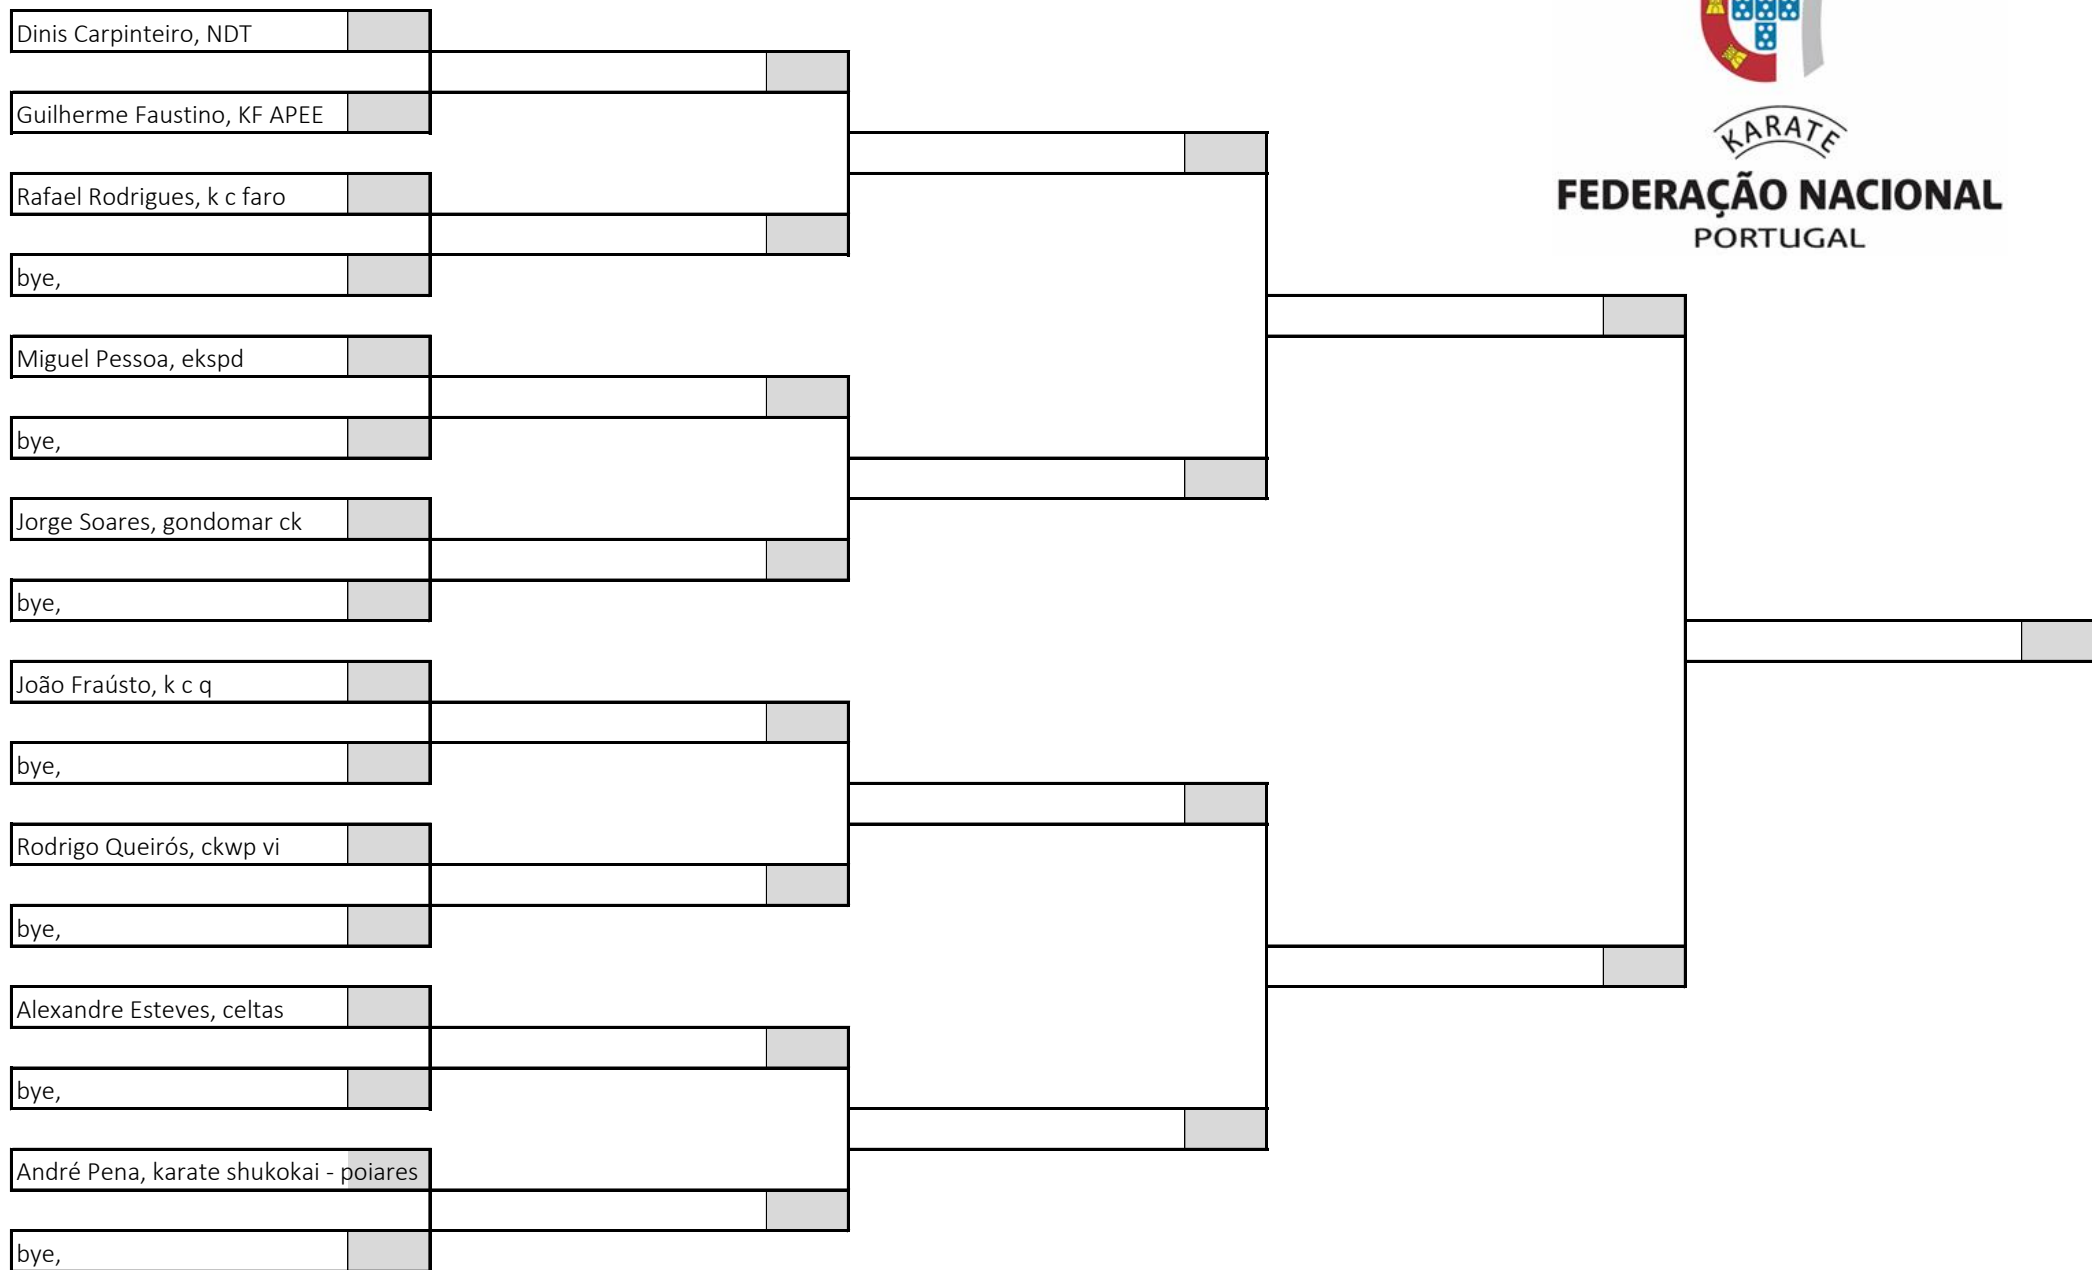 Dinis Carpinteiro, NDT
Guilherme Faustino, KF APEE
Rafael Rodrigues, k c faro
bye,
Miguel Pessoa, ekspd
bye,
Jorge Soares, gondomar ck
bye,
João Fraústo, k c q
bye,
Rodrigo Queirós, ckwp vi
bye,
Alexandre Esteves, celtas
bye,
André Pena, karate shukokai - poiares
bye,
KARATE
FEDERAÇÃO NACIONAL
PORTUGAL